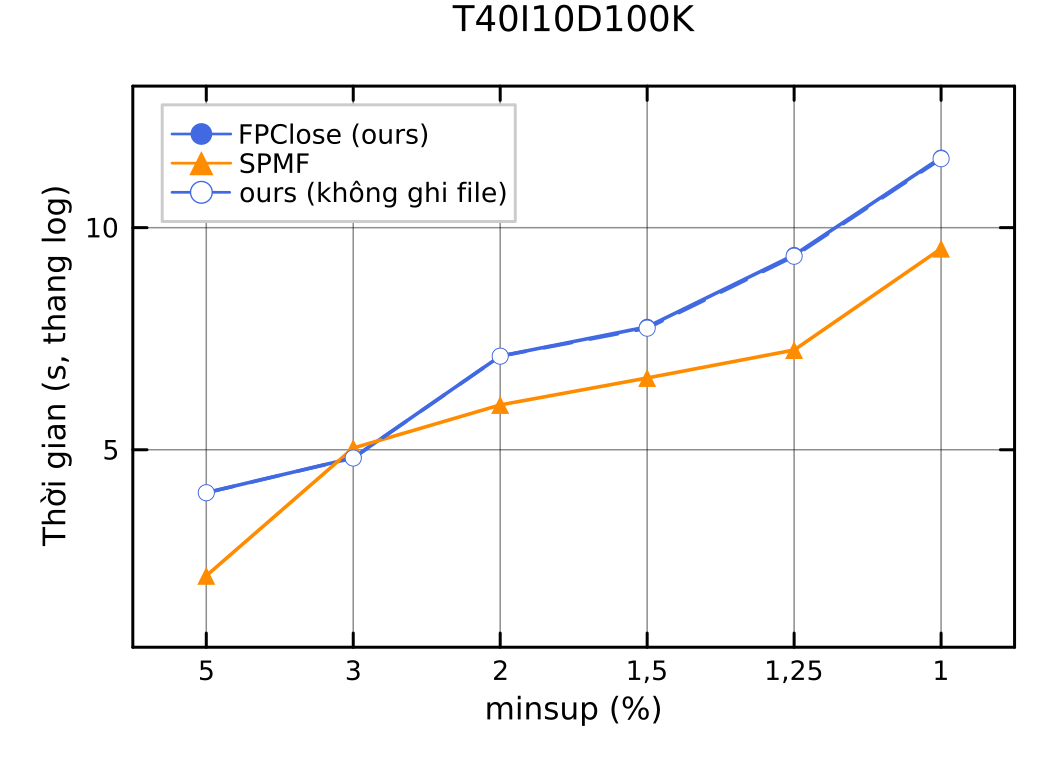 T40I10D100K
FPClose (ours)
SPMF
ours (không ghi file)
Thời gian (s, thang log)
10
5
5 3 2 1,5 1,25 1
minsup (%)